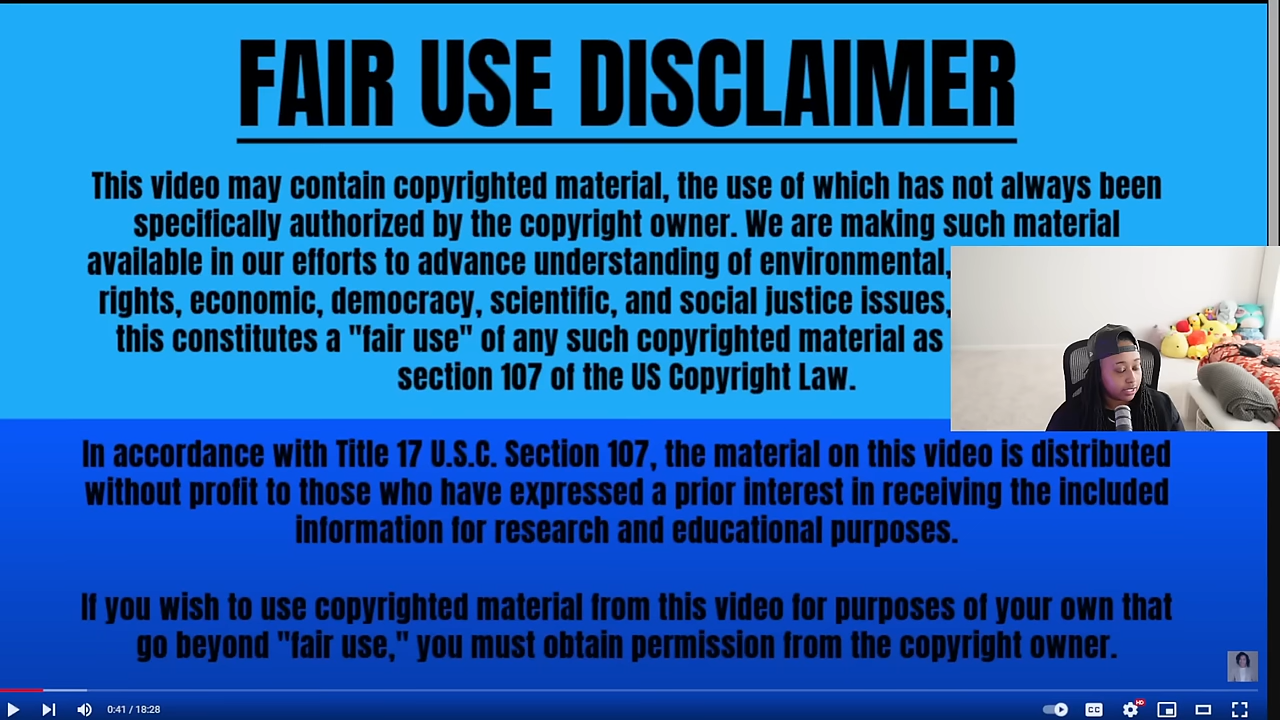 FAIR USE DISCLAIMER
This video may contain copyrighted material, the use of which has not always been
specifically authorized by the copyright owner. We are making such material
available in our efforts to advance understanding of environmental,
rights, economic, democracy, scientific, and social justice issues,
this constitutes a "fair use" of any such copyrighted material as
section 107 of the US Copyright Law.
In accordance with Title 17 U.S.C. Section 107, the material on this video is distributed
without profit to those who have expressed a prior interest in receiving the included
information for research and educational purposes.
If you wish to use copyrighted material from this video for purposes of your own that
go beyond "fair use," you must obtain permission from the copyright owner.
0:41 / 18:28
CC
HD